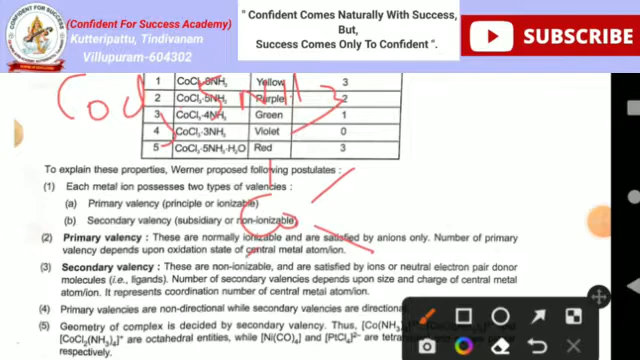 CONFIDENT FOR SUCCESS
(Confident For Success Academy)
Kutteripattu, Tindivanam
Villupuram-604302
" Confident Comes Naturally With Success,
But,
Success Comes Only To Confident ".
SUBSCRIBE
1 CoCl₃·6NH₃ Yellow 3
2 CoCl₃·5NH₃ Purple 2
3 CoCl₃·4NH₃ Green 1
4 CoCl₃·3NH₃ Violet 0
5 CoCl₃·5NH₃·H₂O Red 3
To explain these properties, Werner proposed following postulates :
(1) Each metal ion possesses two types of valencies :
(a) Primary valency (principle or ionizable)
(b) Secondary valency (subsidiary or non-ionizable)
Co
(2) Primary valency : These are normally ionizable and are satisfied by anions only. Number of primary
valency depends upon oxidation state of central metal atom/ion.
(3) Secondary valency : These are non-ionizable, and are satisfied by ions or neutral electron pair donor
molecules (i.e., ligands). Number of secondary valencies depends upon size and charge of central metal
atom/ion. It represents coordination number of central metal atom/ion.
(4) Primary valencies are non-directional while secondary valencies are directional.
(5) Geometry of complex is decided by secondary valency. Thus, [Co(NH₃)
[CoCl₂(NH₃)₄]⁺ are octahedral entities, while [Ni(CO)₄] and [PtCl₄]
respectively.